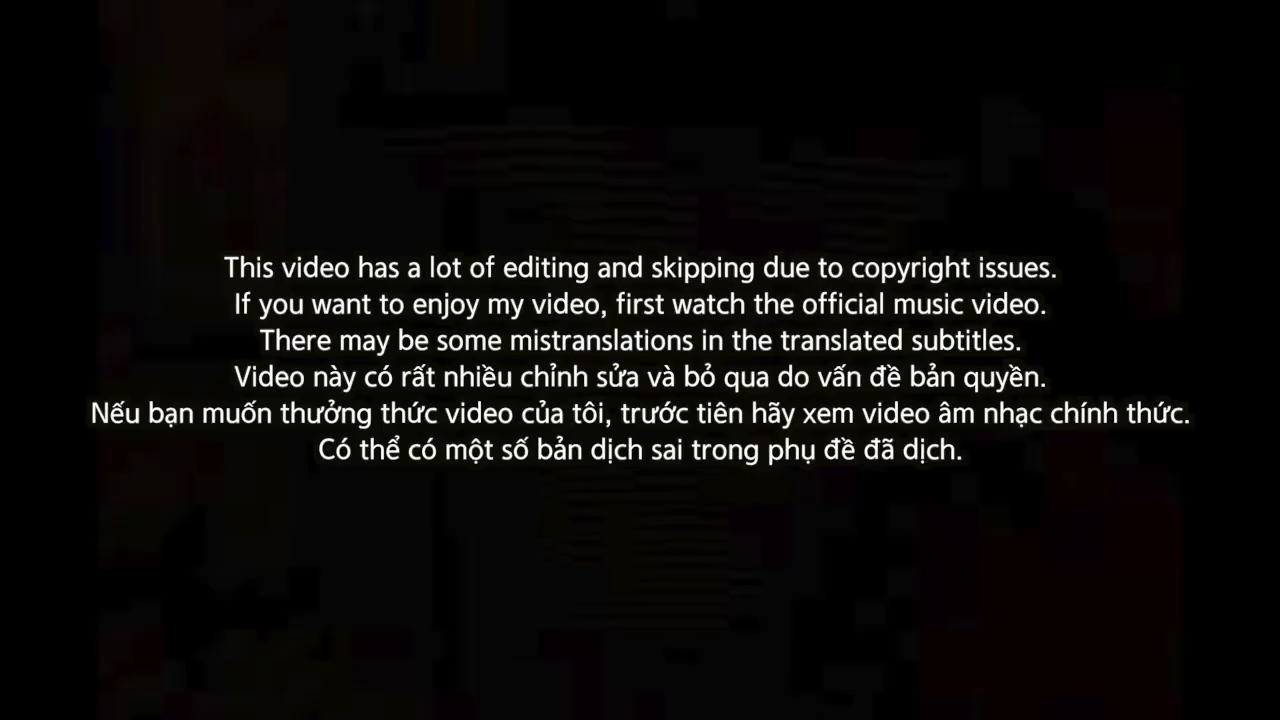 This video has a lot of editing and skipping due to copyright issues.
If you want to enjoy my video, first watch the official music video.
There may be some mistranslations in the translated subtitles.
Video này có rất nhiều chỉnh sửa và bỏ qua do vấn đề bản quyền.
Nếu bạn muốn thưởng thức video của tôi, trước tiên hãy xem video âm nhạc chính thức.
Có thể có một số bản dịch sai trong phụ đề đã dịch.